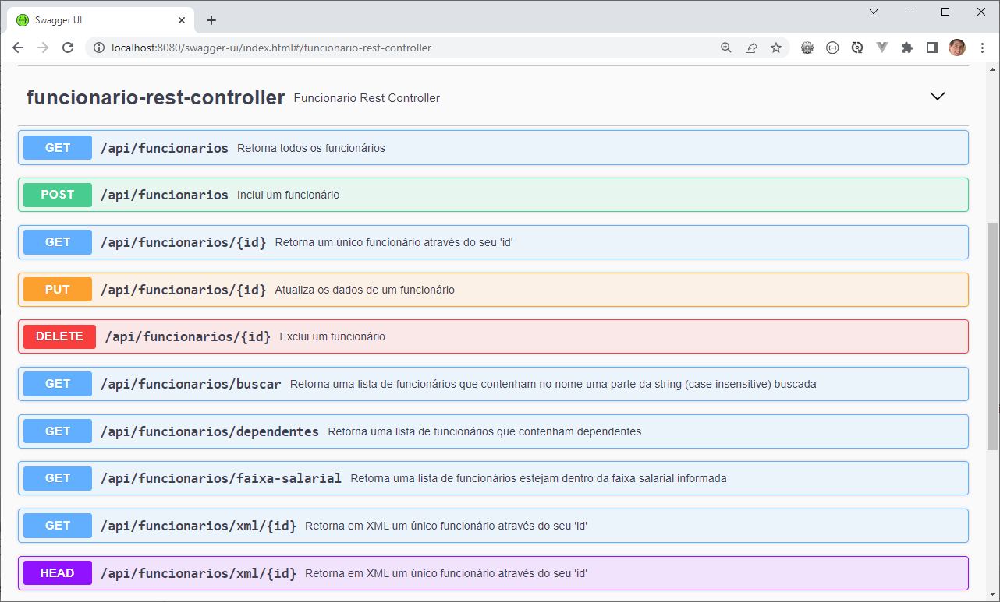 Swagger UI
localhost:8080/swagger-ui/index.html#/funcionario-rest-controller
funcionario-rest-controller Funcionario Rest Controller
GET /api/funcionarios Retorna todos os funcionários
POST /api/funcionarios Inclui um funcionário
GET /api/funcionarios/{id} Retorna um único funcionário através do seu 'id'
PUT /api/funcionarios/{id} Atualiza os dados de um funcionário
DELETE /api/funcionarios/{id} Exclui um funcionário
GET /api/funcionarios/buscar Retorna uma lista de funcionários que contenham no nome uma parte da string (case insensitive) buscada
GET /api/funcionarios/dependentes Retorna uma lista de funcionários que contenham dependentes
GET /api/funcionarios/faixa-salarial Retorna uma lista de funcionários estejam dentro da faixa salarial informada
GET /api/funcionarios/xml/{id} Retorna em XML um único funcionário através do seu 'id'
HEAD /api/funcionarios/xml/{id} Retorna em XML um único funcionário através do seu 'id'